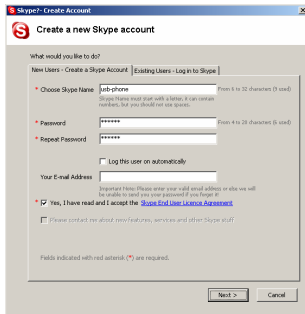 Skype?- Create Account
Create a new Skype account
What would you like to do?
New Users - Create a Skype Account
Existing Users - Log in to Skype
* Choose Skype Name
usb-phone
From 6 to 32 characters (9 used)
Skype Name must start with a letter, it can contain
numbers, but you should not use spaces.
* Password
******
From 4 to 20 characters (6 used)
* Repeat Password
******
Log this user on automatically
Your E-mail Address
Important Note: Please enter your valid email address or else we will
be unable to send you your password if you forget it!
* Yes, I have read and I accept the Skype End User Licence Agreement
Please contact me about new features, services and other Skype stuff
Fields indicated with red asterisk (*) are required.
Next >
Cancel